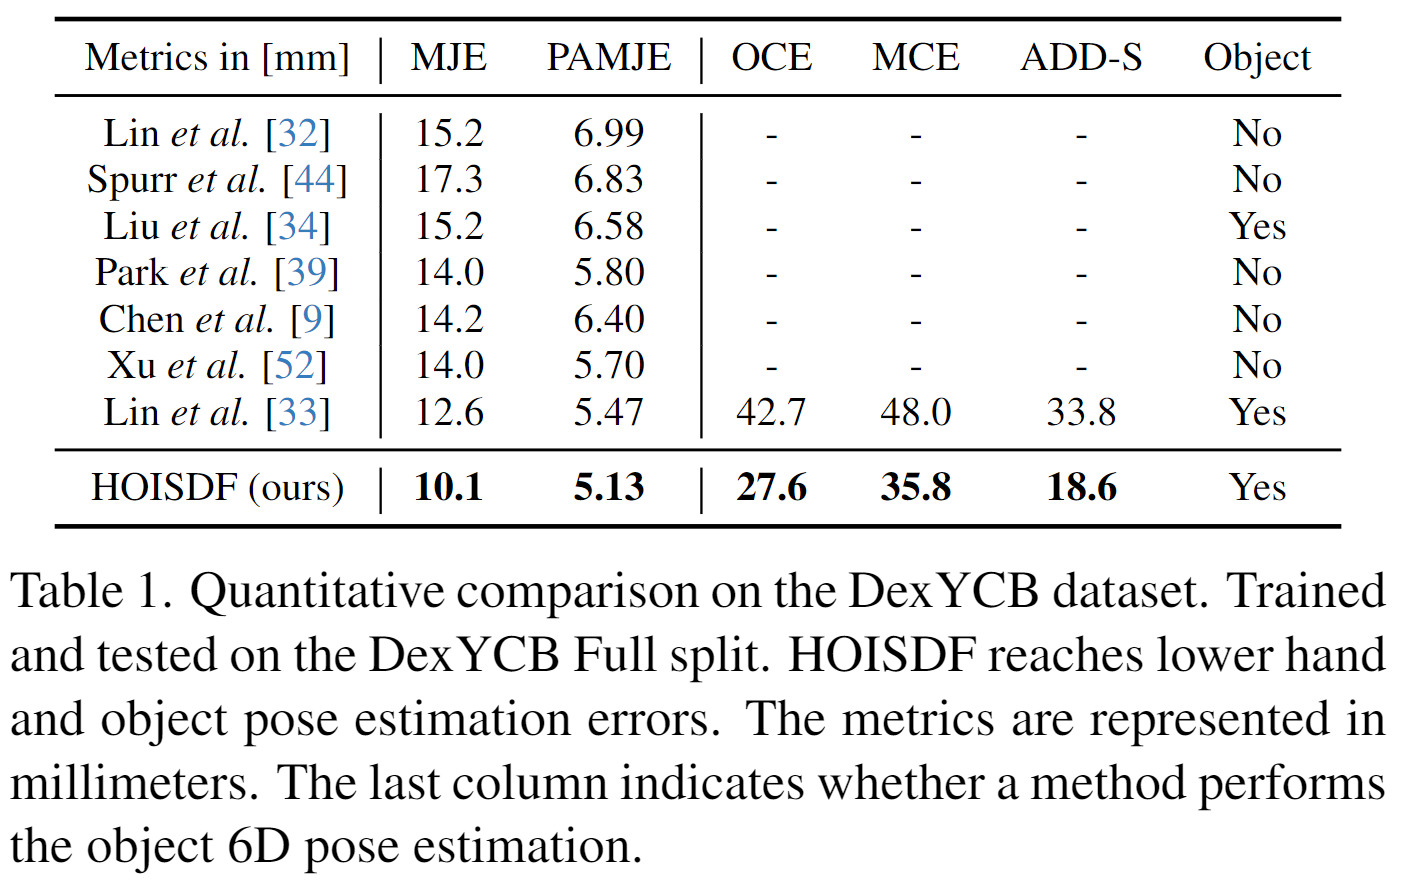 Metrics in [mm] MJE PAMJE OCE MCE ADD-S Object
Lin et al. [32] 15.2 6.99 - - - No
Spurr et al. [44] 17.3 6.83 - - - No
Liu et al. [34] 15.2 6.58 - - - Yes
Park et al. [39] 14.0 5.80 - - - No
Chen et al. [9] 14.2 6.40 - - - No
Xu et al. [52] 14.0 5.70 - - - No
Lin et al. [33] 12.6 5.47 42.7 48.0 33.8 Yes
HOISDF (ours) 10.1 5.13 27.6 35.8 18.6 Yes
Table 1. Quantitative comparison on the DexYCB dataset. Trained
and tested on the DexYCB Full split. HOISDF reaches lower hand
and object pose estimation errors. The metrics are represented in
millimeters. The last column indicates whether a method performs
the object 6D pose estimation.